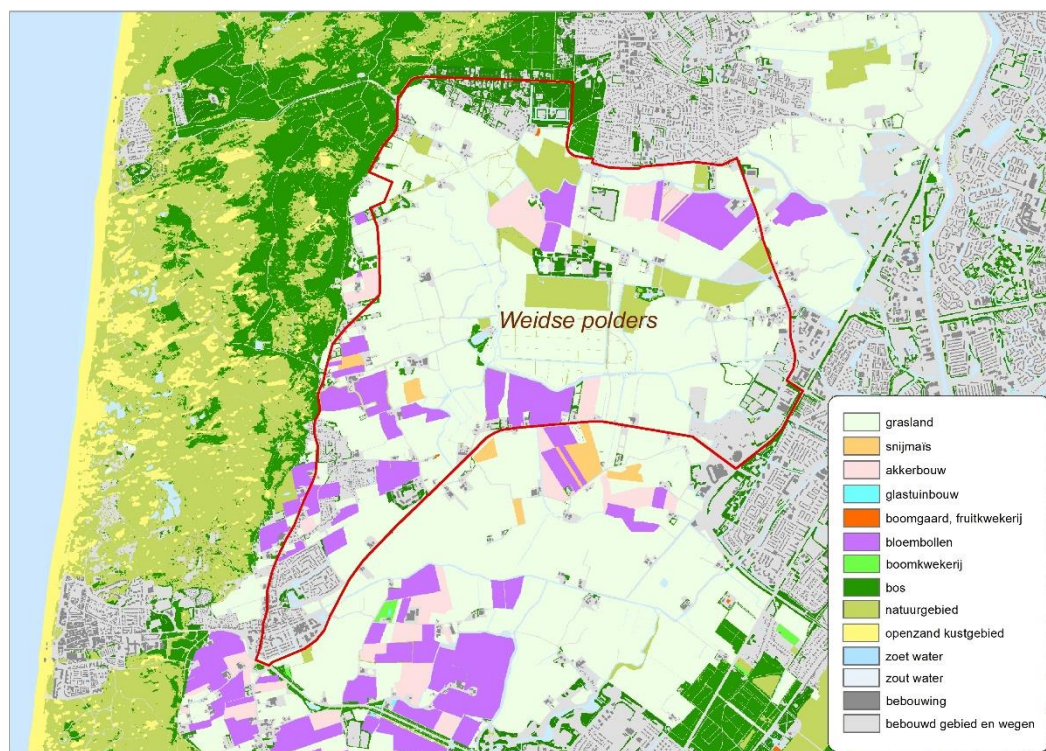 Weidse polders
grasland
snijmaïs
akkerbouw
glastuinbouw
boomgaard, fruitkwekerij
bloembollen
boomkwekerij
bos
natuurgebied
openzand kustgebied
zoet water
zout water
bebouwing
bebouwd gebied en wegen